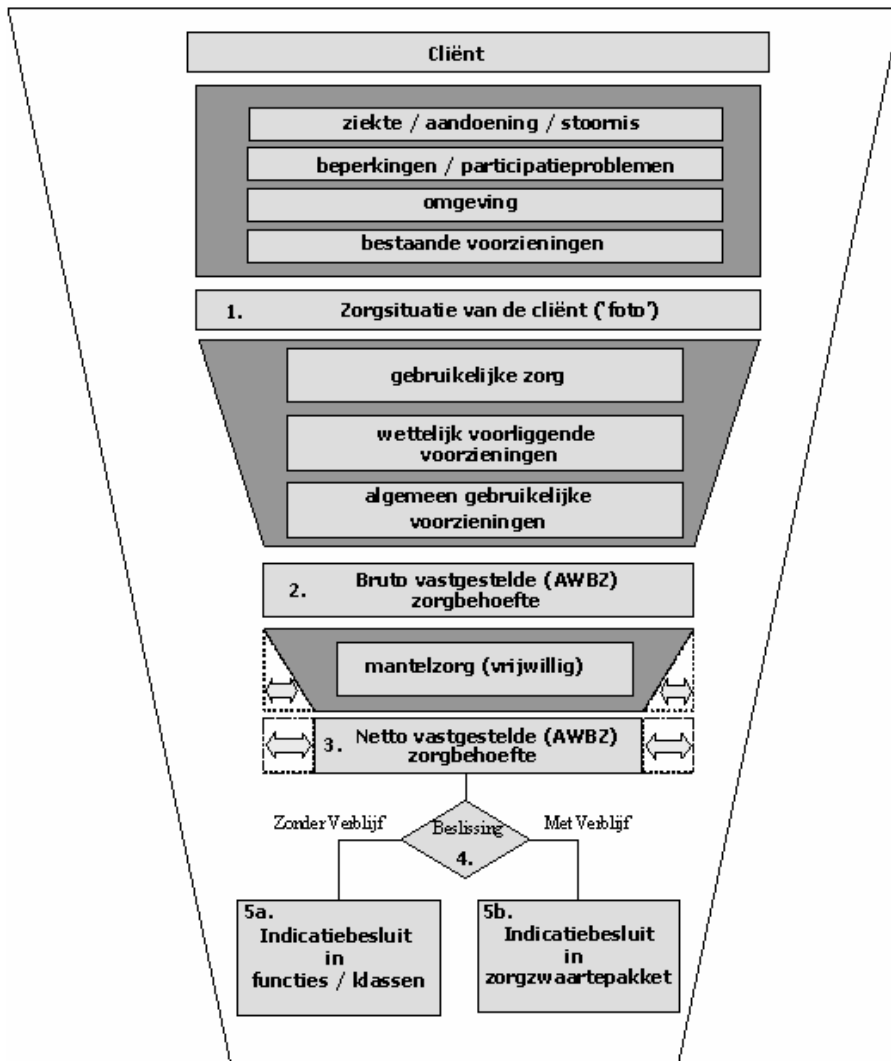 Cliënt
ziekte / aandoening / stoornis
beperkingen / participatieproblemen
omgeving
bestaande voorzieningen
1. Zorgsituatie van de cliënt ('foto')
gebruikelijke zorg
wettelijk voorliggende
voorzieningen
algemeen gebruikelijke
voorzieningen
2. Bruto vastgestelde (AWBZ)
zorgbehoefte
mantelzorg (vrijwillig)
3. Netto vastgestelde (AWBZ)
zorgbehoefte
Zonder Verblijf
Beslissing
4.
Met Verblijf
5a.
Indicatiebesluit
in
functies / klassen
5b.
Indicatiebesluit
in
zorgzwaartepakket